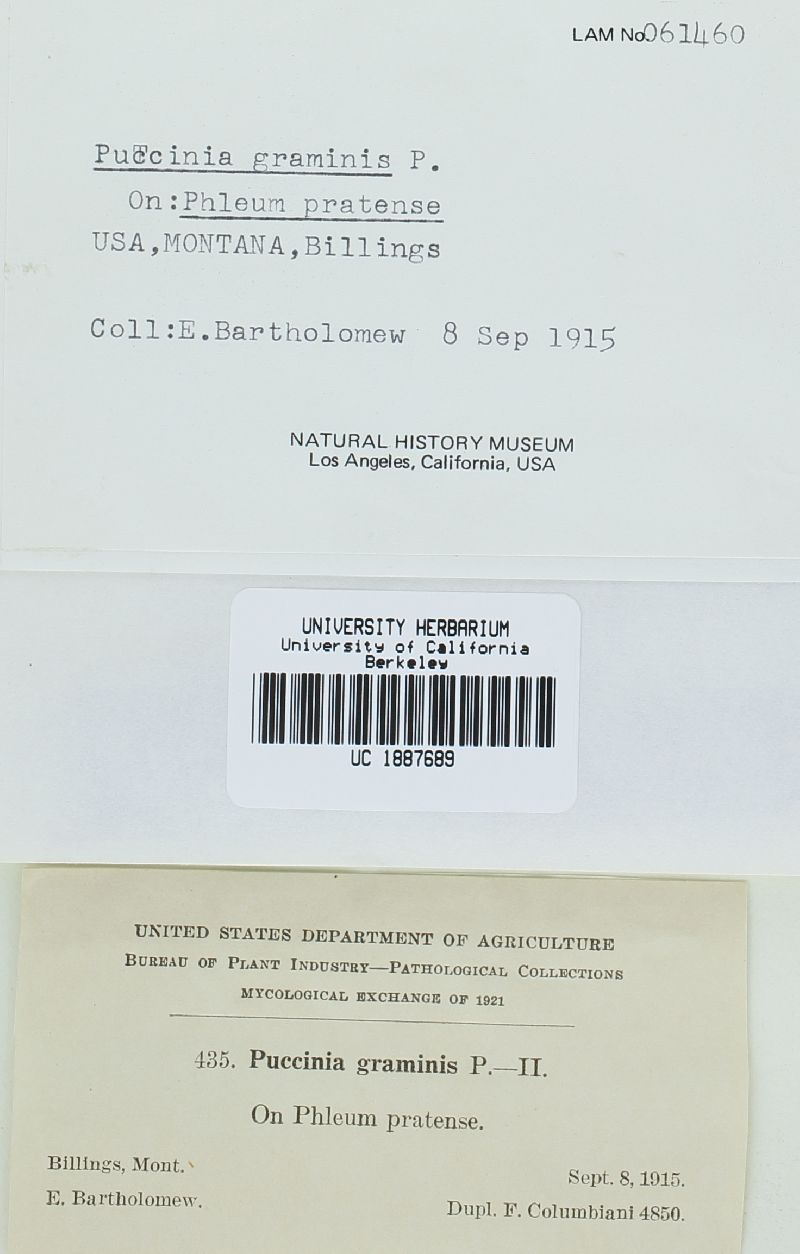 LAM No. 061460
Puccinia graminis P.
On:Phleum pratense
USA,MONTANA,Billings
Coll:E.Bartholomew 8 Sep 1915
NATURAL HISTORY MUSEUM
Los Angeles, California, USA
UNIVERSITY HERBARIUM
University of California
Berkeley
UC 1887689
UNITED STATES DEPARTMENT OF AGRICULTURE
BUREAU OF PLANT INDUSTRY—PATHOLOGICAL COLLECTIONS
MYCOLOGICAL EXCHANGE OF 1921
435. Puccinia graminis P.—II.
On Phleum pratense.
Billings, Mont.
Sept. 8, 1915.
E. Bartholomew.
Dupl. F. Columbiani 4850.